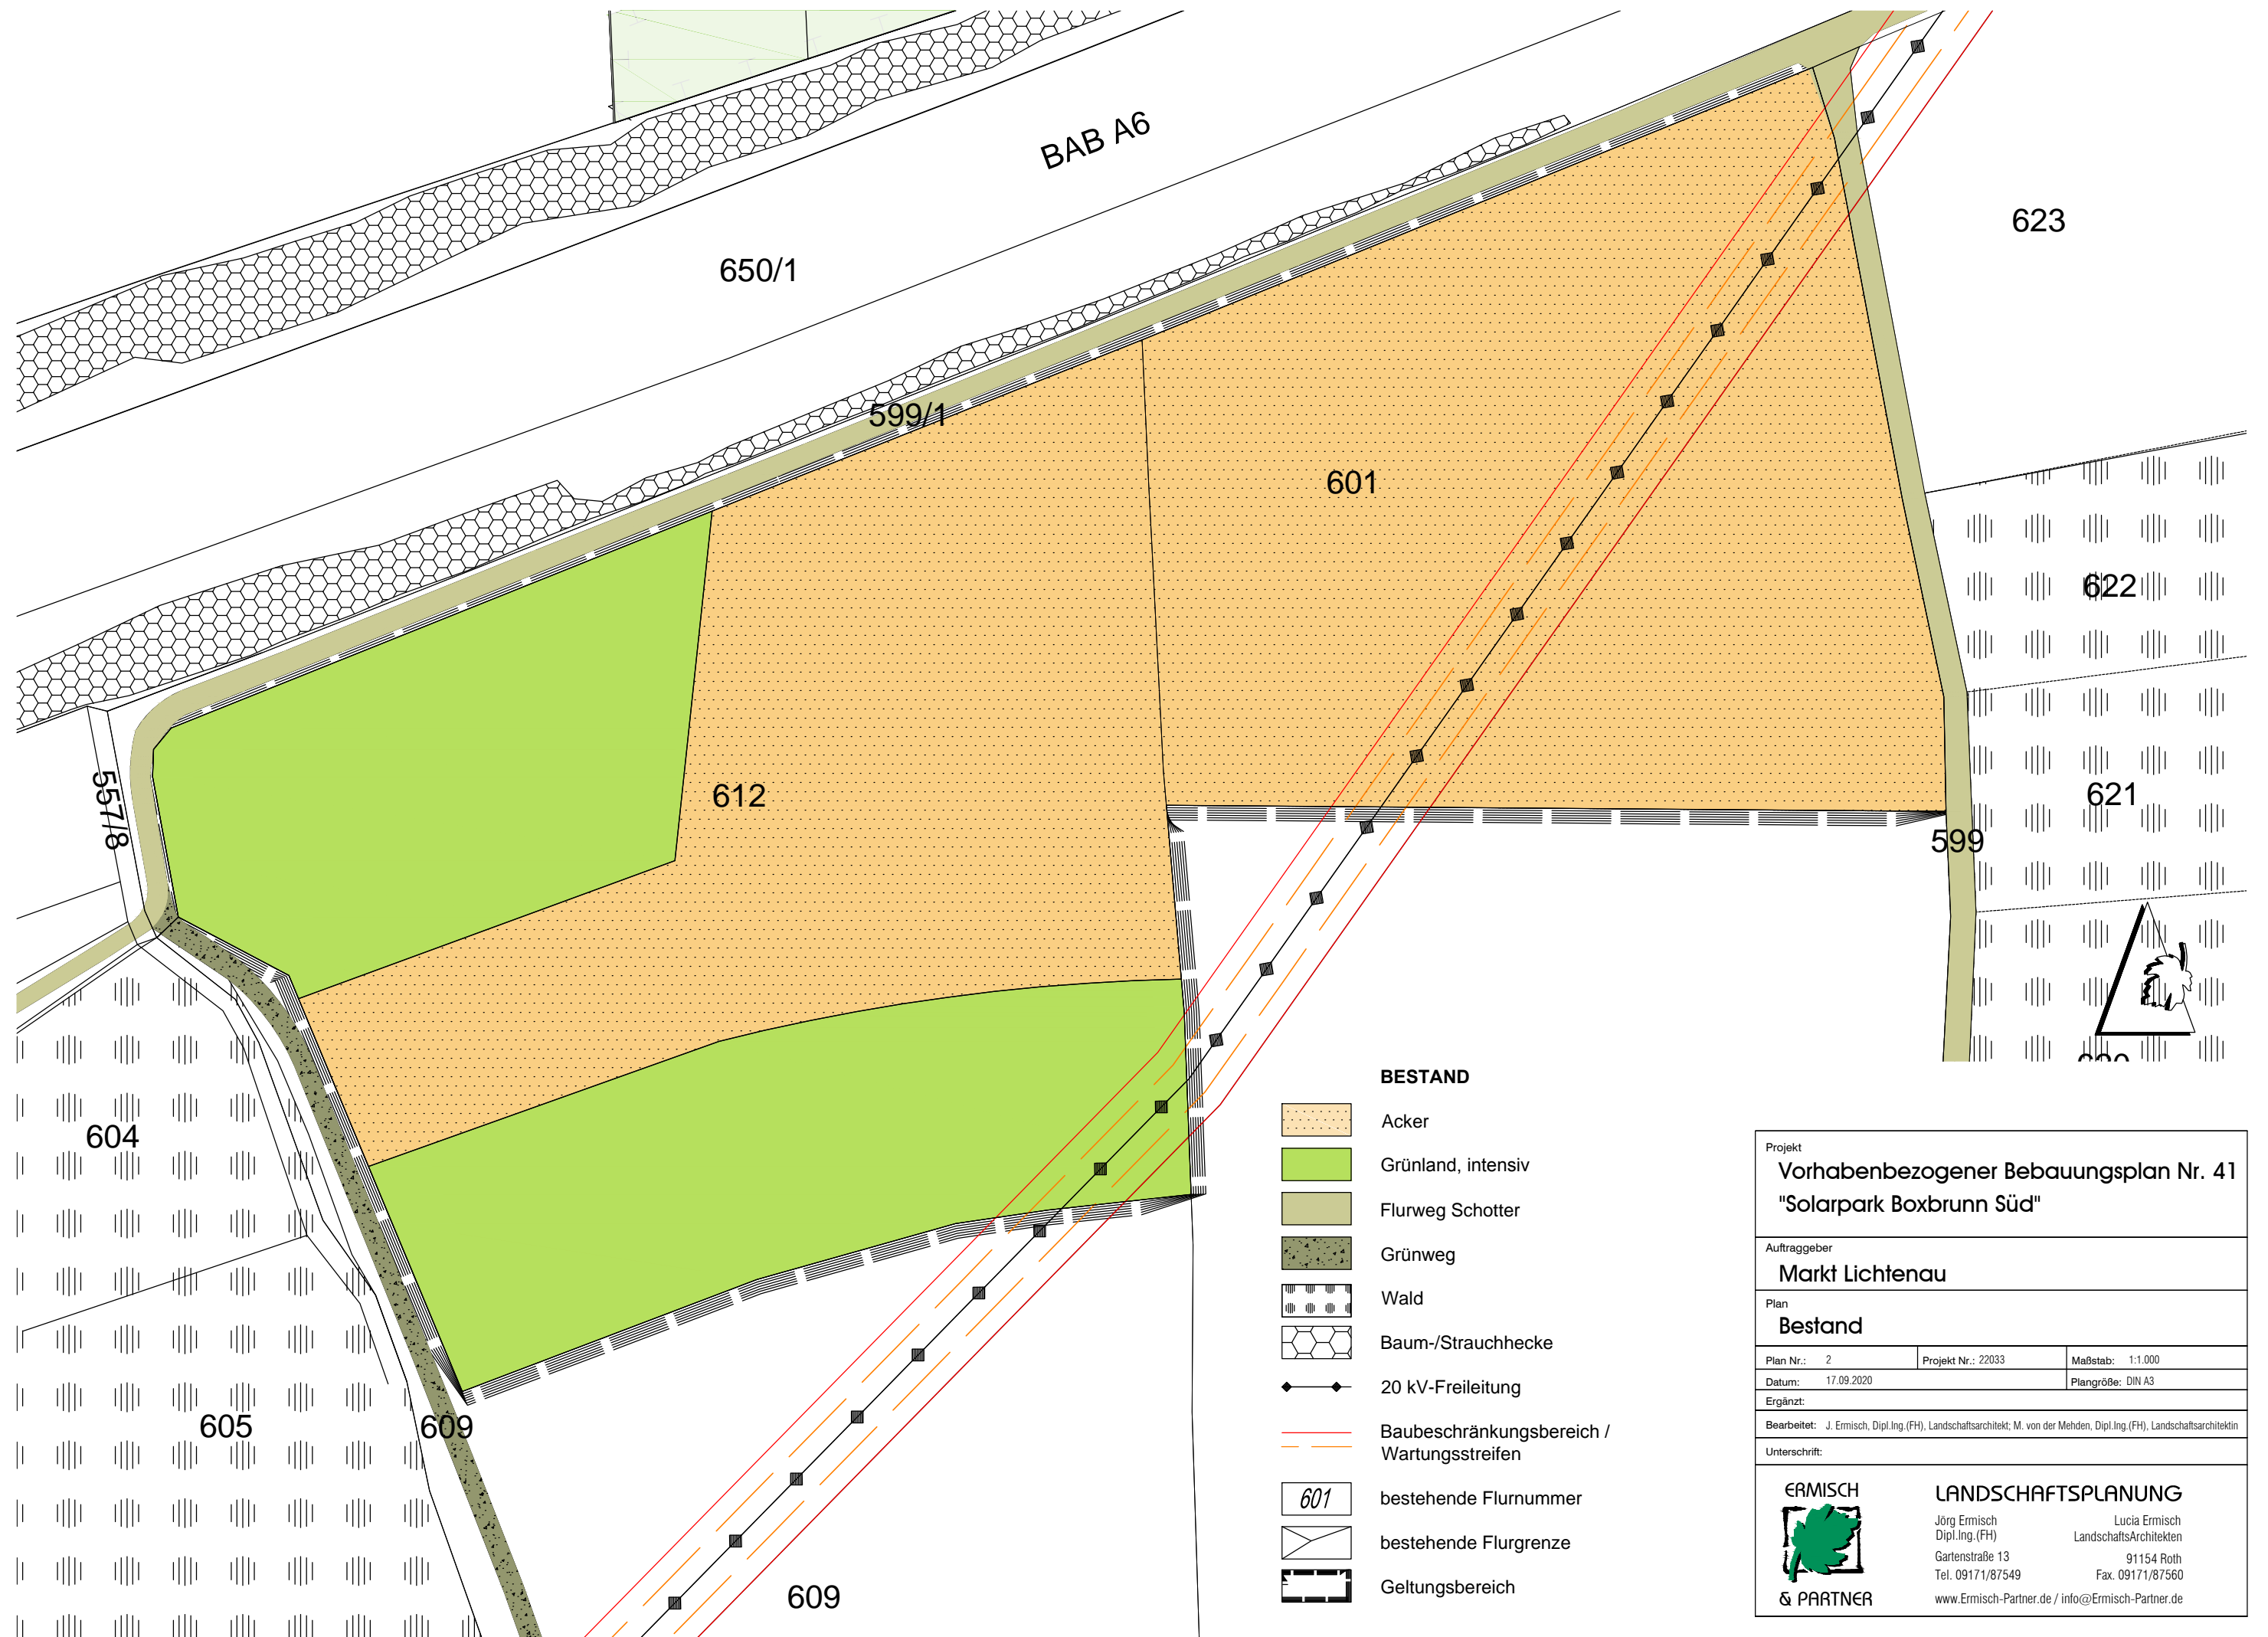 BAB A6
650/1
623
599/1
601
622
557/8
612
621
599
604
605
609
609
BESTAND
Acker
Grünland, intensiv
Flurweg Schotter
Grünweg
Wald
Baum-/Strauchhecke
20 kV-Freileitung
Baubeschränkungsbereich /
Wartungsstreifen
601 bestehende Flurnummer
bestehende Flurgrenze
Geltungsbereich
Projekt
Vorhabenbezogener Bebauungsplan Nr. 41
"Solarpark Boxbrunn Süd"
Auftraggeber
Markt Lichtenau
Plan
Bestand
Plan Nr.: 2 Projekt Nr.: 22033 Maßstab: 1:1.000
Datum: 17.09.2020 Plangröße: DIN A3
Ergänzt:
Bearbeitet: J. Ermisch, Dipl.Ing.(FH), Landschaftsarchitekt; M. von der Mehden, Dipl.Ing.(FH), Landschaftsarchitektin
Unterschrift:
ERMISCH
& PARTNER
LANDSCHAFTSPLANUNG
Jörg Ermisch Lucia Ermisch
Dipl.Ing.(FH) LandschaftsArchitekten
Gartenstraße 13 91154 Roth
Tel. 09171/87549 Fax. 09171/87560
www.Ermisch-Partner.de / info@Ermisch-Partner.de